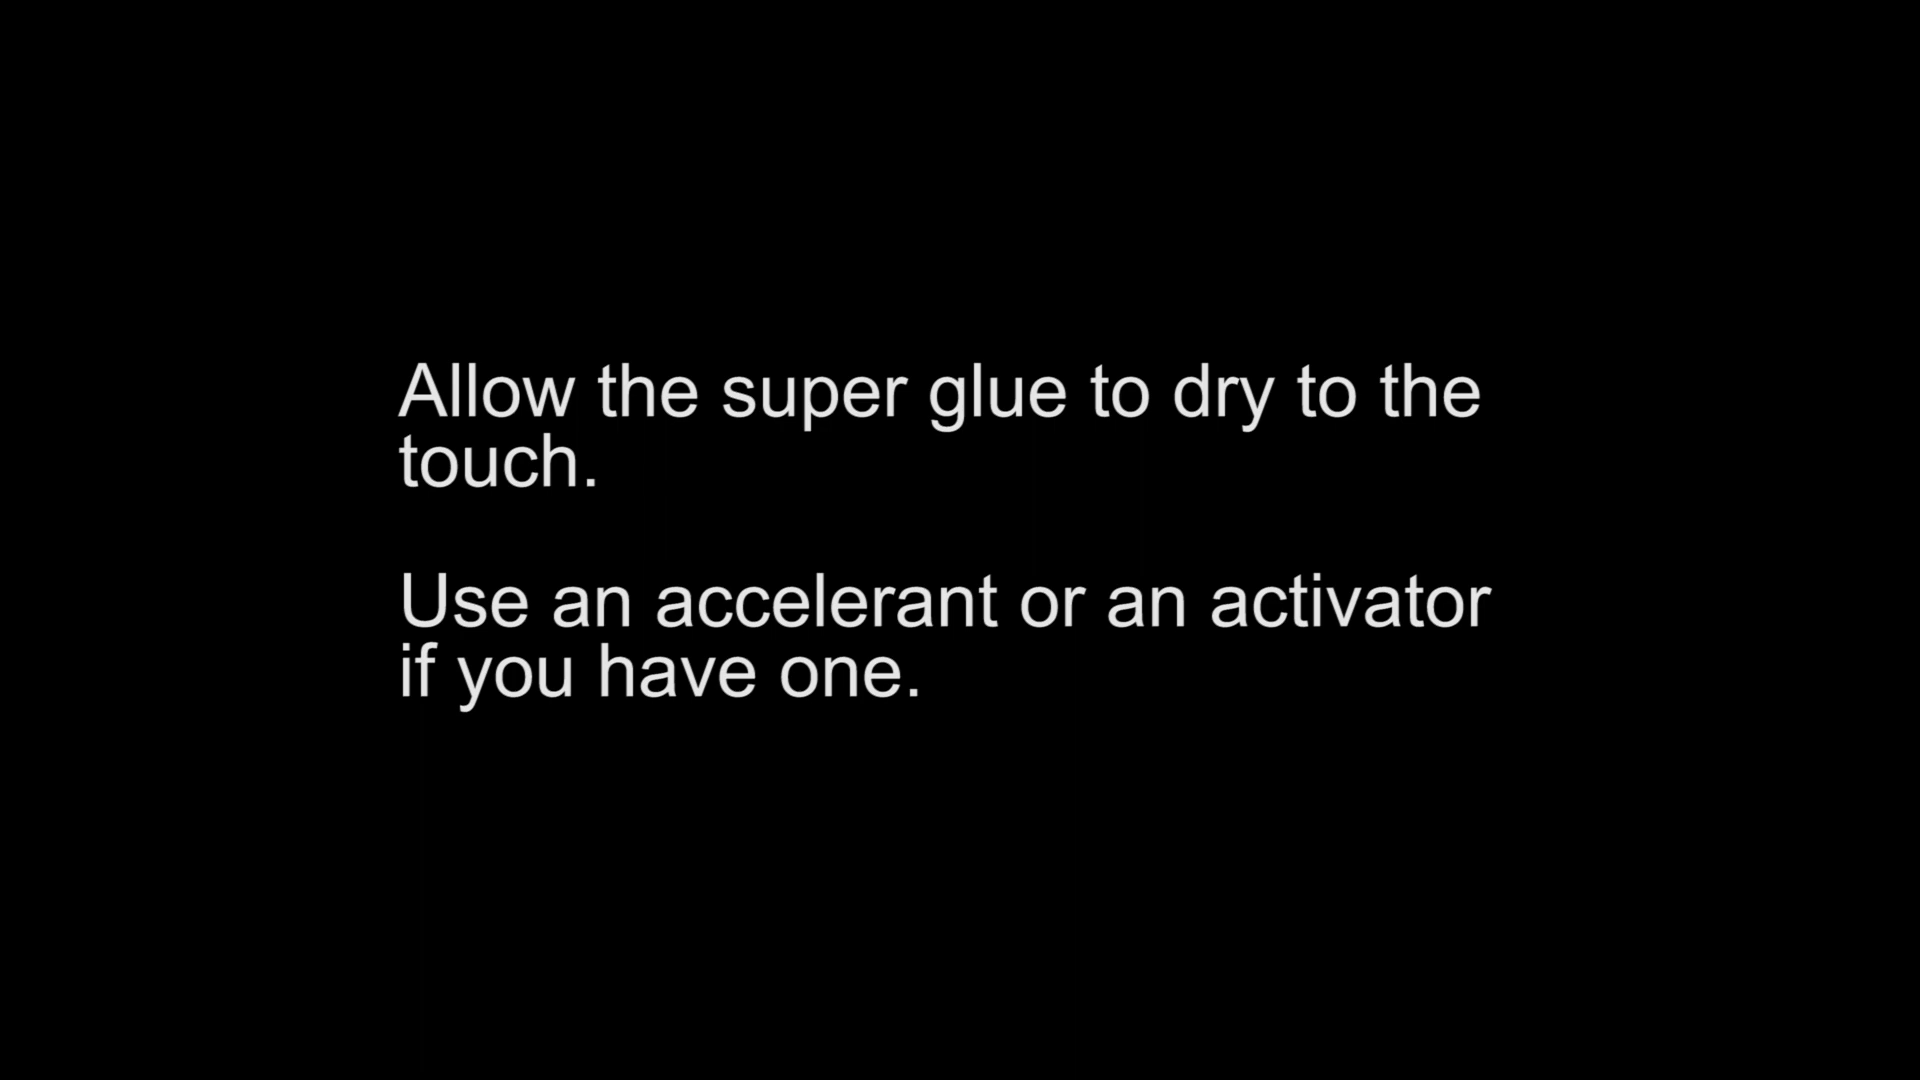 Allow the super glue to dry to the
touch.
Use an accelerant or an activator
if you have one.